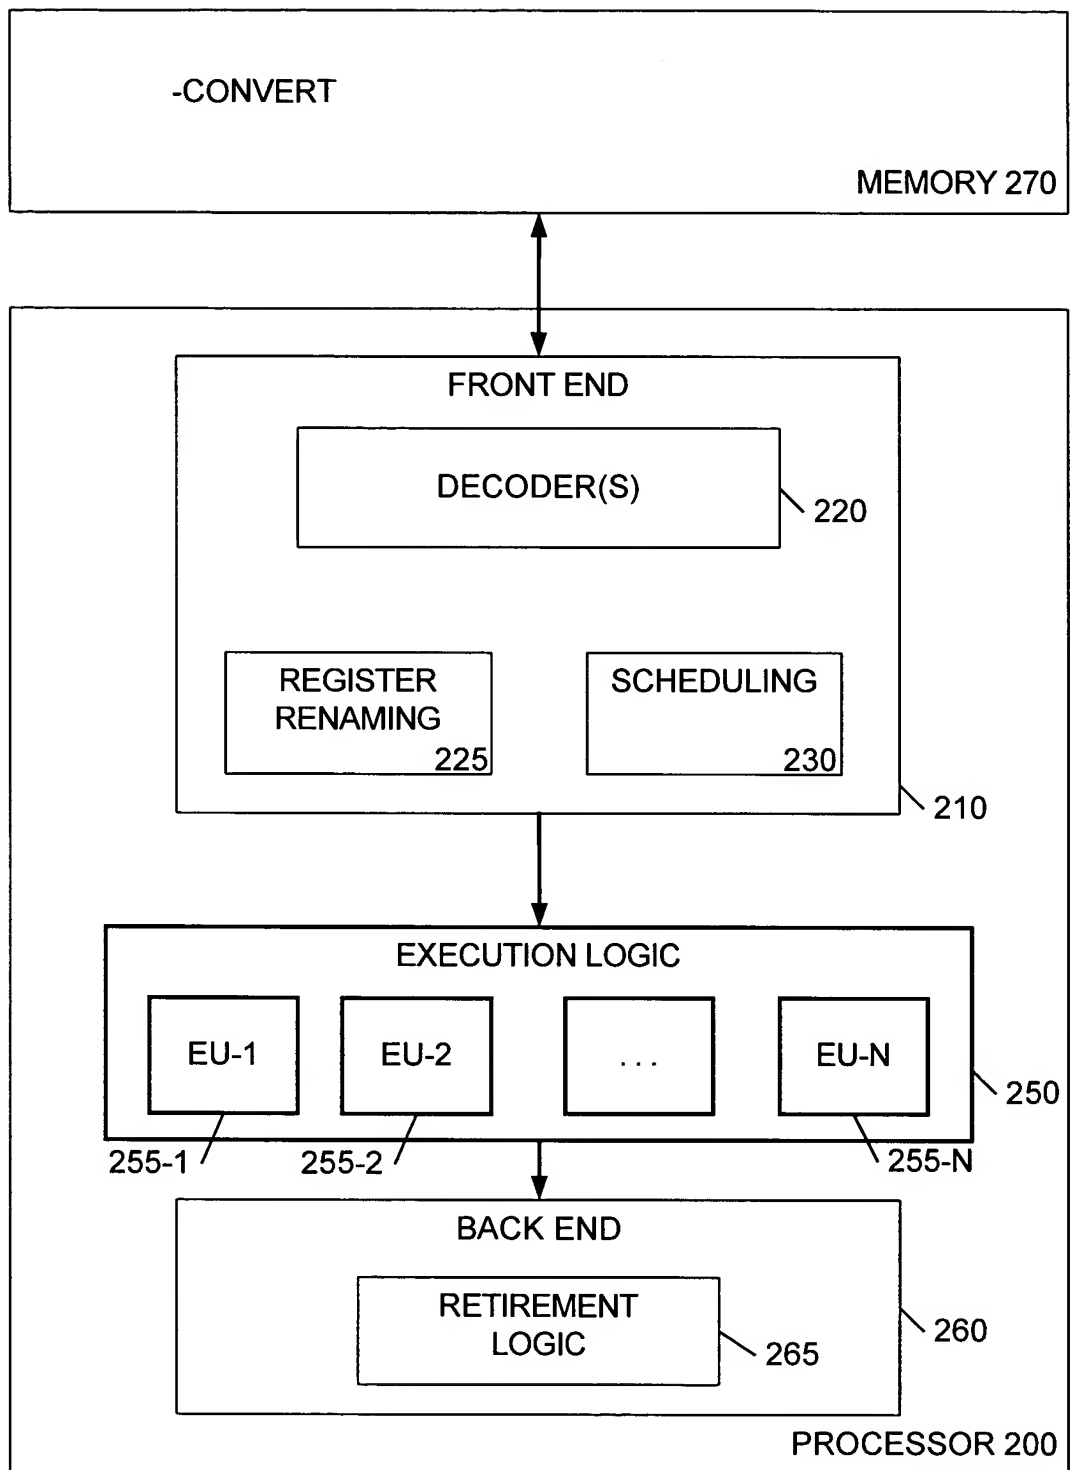 -CONVERT
MEMORY 270
FRONT END
DECODER(S)
220
REGISTER
RENAMING
225
SCHEDULING
230
210
EXECUTION LOGIC
EU-1
EU-2
...
EU-N
250
255-1
255-2
255-N
BACK END
RETIREMENT
LOGIC
265
260
PROCESSOR 200